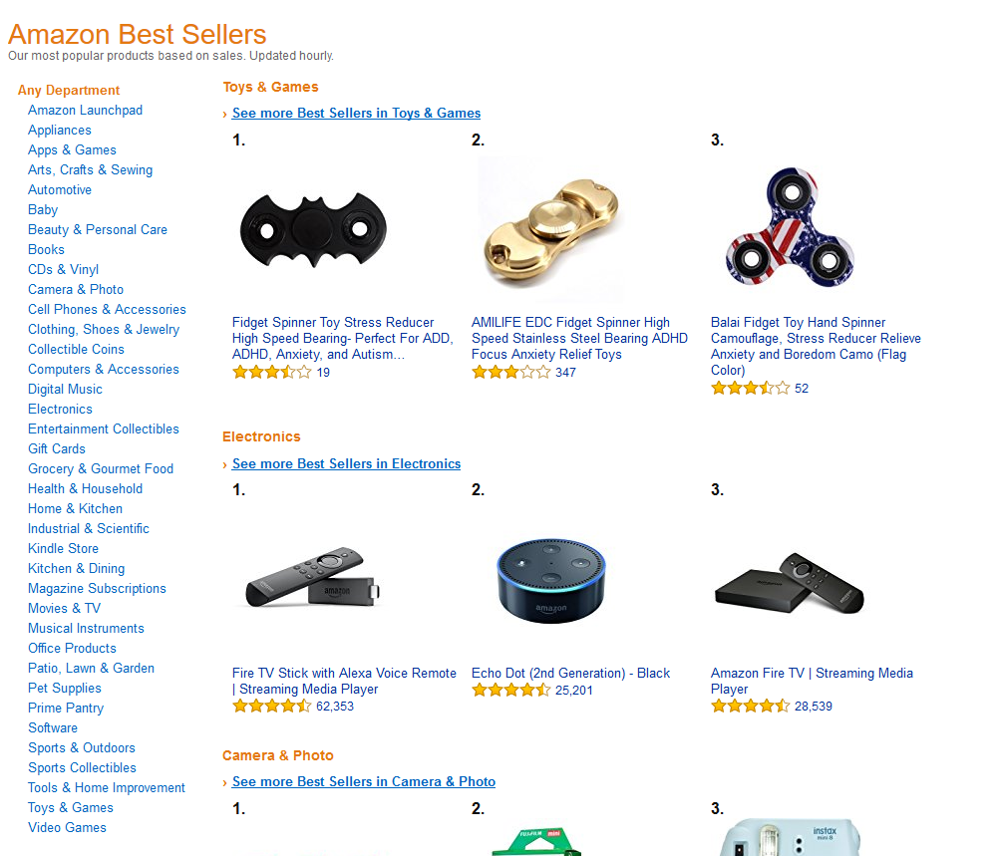 Amazon Best Sellers
Our most popular products based on sales. Updated hourly.
Any Department
Amazon Launchpad
Appliances
Apps & Games
Arts, Crafts & Sewing
Automotive
Baby
Beauty & Personal Care
Books
CDs & Vinyl
Camera & Photo
Cell Phones & Accessories
Clothing, Shoes & Jewelry
Collectible Coins
Computers & Accessories
Digital Music
Electronics
Entertainment Collectibles
Gift Cards
Grocery & Gourmet Food
Health & Household
Home & Kitchen
Industrial & Scientific
Kindle Store
Kitchen & Dining
Magazine Subscriptions
Movies & TV
Musical Instruments
Office Products
Patio, Lawn & Garden
Pet Supplies
Prime Pantry
Software
Sports & Outdoors
Sports Collectibles
Tools & Home Improvement
Toys & Games
Video Games
Toys & Games
› See more Best Sellers in Toys & Games
1.
Fidget Spinner Toy Stress Reducer
High Speed Bearing- Perfect For ADD,
ADHD, Anxiety, and Autism...
19
2.
AMILIFE EDC Fidget Spinner High
Speed Stainless Steel Bearing ADHD
Focus Anxiety Relief Toys
347
3.
Balai Fidget Toy Hand Spinner
Camouflage, Stress Reducer Relieve
Anxiety and Boredom Camo (Flag
Color)
52
Electronics
› See more Best Sellers in Electronics
1.
amazon
Fire TV Stick with Alexa Voice Remote
| Streaming Media Player
62,353
2.
amazon
Echo Dot (2nd Generation) - Black
25,201
3.
Amazon Fire TV | Streaming Media
Player
28,539
Camera & Photo
› See more Best Sellers in Camera & Photo
1.
2.
FUJIFILM mini
3.
instax
mini 8